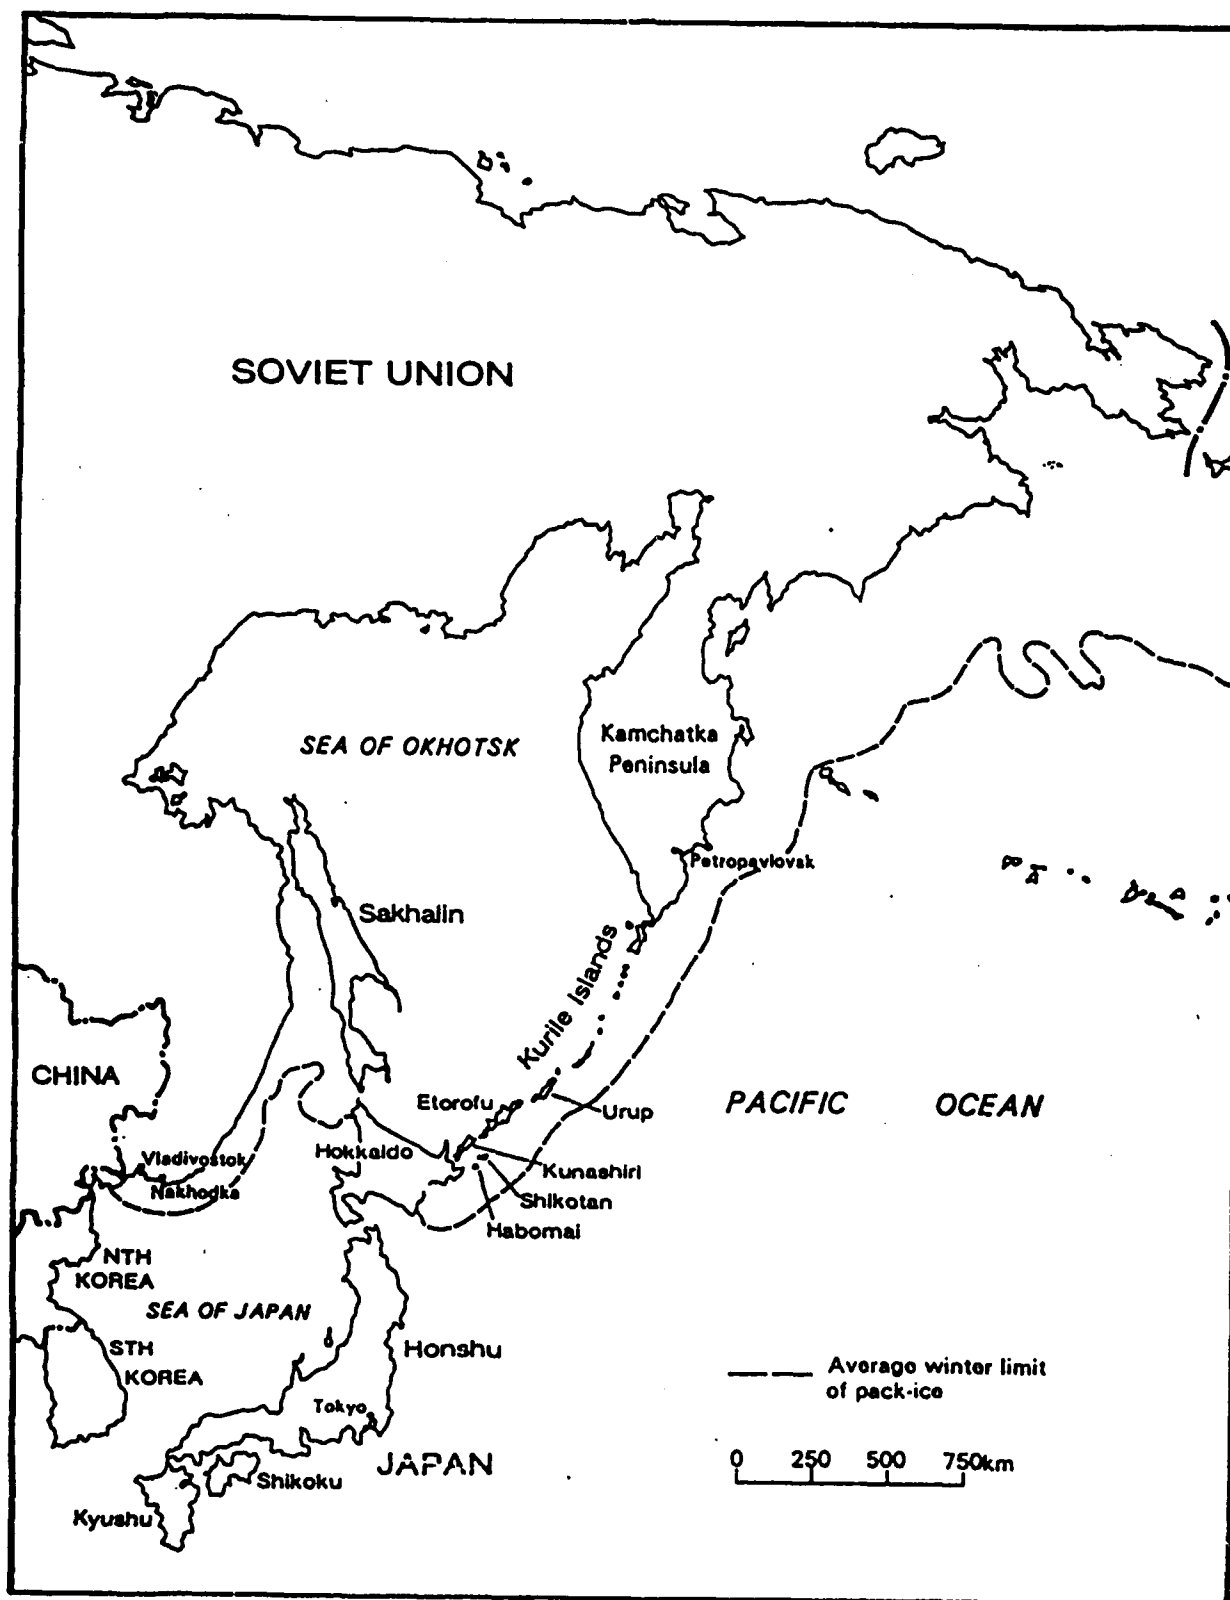 SOVIET UNION
SEA OF OKHOTSK
Kamchatka
Peninsula
Petropavlovsk
Sakhalin
Kurile Islands
CHINA
Etorofu
Urup
PACIFIC OCEAN
Vladivostok
Hokkaido
Nakhodka
Kunashiri
Shikotan
Habomai
NTH
KOREA
SEA OF JAPAN
STH
KOREA
Honshu
Average winter limit
of pack-ice
Tokyo
JAPAN
0 250 500 750km
Shikoku
Kyushu